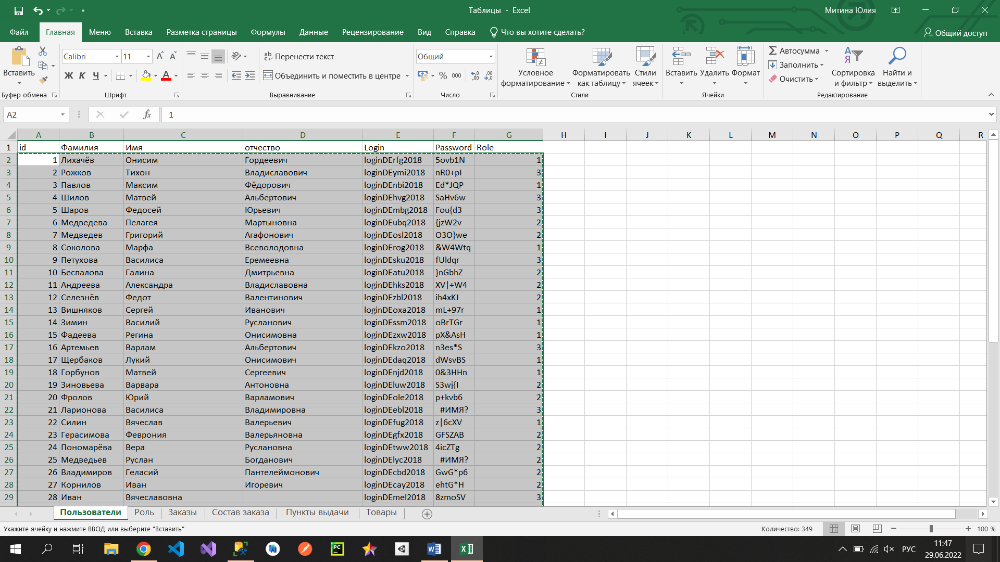 Таблицы - Excel
Митина Юлия
Файл Главная Меню Вставка Разметка страницы Формулы Данные Рецензирование Вид Справка Что вы хотите сделать? Общий доступ
Вставить
Calibri 11
Ж К Ч
А
Перенести текст
Объединить и поместить в центре
Общий
% 000
Условное форматирование
Форматировать как таблицу
Стили ячеек
Вставить Удалить Формат
Автосумма
Заполнить
Очистить
Сортировка и фильтр
Найти и выделить
Буфер обмена Шрифт Выравнивание Число Стили Ячейки Редактирование
A2 fx 1
A B C D E F G H I J K L M N O P Q R
1 id Фамилия Имя отчество Login Password Role
2 1 Лихачёв Онисим Гордеевич loginDErfg2018 5ovb1N 1
3 2 Рожков Тихон Владиславович loginDEymi2018 nR0+pI 3
4 3 Павлов Максим Фёдорович loginDEnbi2018 Ed*JQP 1
5 4 Шилов Матвей Альбертович loginDEhvg2018 SaHv6w 3
6 5 Шаров Федосей Юрьевич loginDEmbg2018 Fou{d3 3
7 6 Медведева Пелагея Мартыновна loginDEubq2018 {jzW2v 2
8 7 Медведев Григорий Агафонович loginDEosl2018 O3O}we 2
9 8 Соколова Марфа Всеволодовна loginDErog2018 &W4Wtq 1
10 9 Петухова Василиса Еремеевна loginDEsku2018 fUldqr 3
11 10 Беспалова Галина Дмитрьевна loginDEatu2018 }nGbhZ 2
12 11 Андреева Александра Владиславовна loginDEhks2018 XV|+W4 2
13 12 Селезнёв Федот Валентинович loginDEzbl2018 ih4xKJ 2
14 13 Вишняков Сергей Иванович loginDEoxa2018 mL+97r 1
15 14 Зимин Василий Русланович loginDEssm2018 oBrTGr 1
16 15 Фадеева Регина Онисимовна loginDEzxw2018 pX&AsH 1
17 16 Артемьев Варлам Альбертович loginDEkzo2018 n3es*S 3
18 17 Щербаков Лукий Онисимович loginDEdaq2018 dWsvBS 1
19 18 Горбунов Матвей Сергеевич loginDEnjd2018 0&3HHn 1
20 19 Зиновьева Варвара Антоновна loginDEluw2018 S3wj{I 2
21 20 Фролов Юрий Варламович loginDEole2018 p+kvb6 2
22 21 Ларионова Василиса Владимировна loginDEebl2018 #ИМЯ? 3
23 22 Силин Вячеслав Валерьевич loginDEfug2018 z|6cXV 1
24 23 Герасимова Феврония Валерьяновна loginDEgfx2018 GFSZAB 2
25 24 Пономарёва Вера Руслановна loginDEtww2018 4icZTg 2
26 25 Медведьев Руслан Богданович loginDElyc2018 #ИМЯ? 2
27 26 Владимиров Геласий Пантелеймонович loginDEcbd2018 GwG*p6 2
28 27 Корнилов Иван Игоревич loginDEcay2018 ehtG*H 2
29 28 Иван Вячеславовна loginDEmel2018 8zmoSV 3
Пользователи Роль Заказы Состав заказа Пункты выдачи Товары
Укажите ячейку и нажмите ВВОД или выберите "Вставить" Количество: 349 100 %
РУС 11:47
29.06.2022